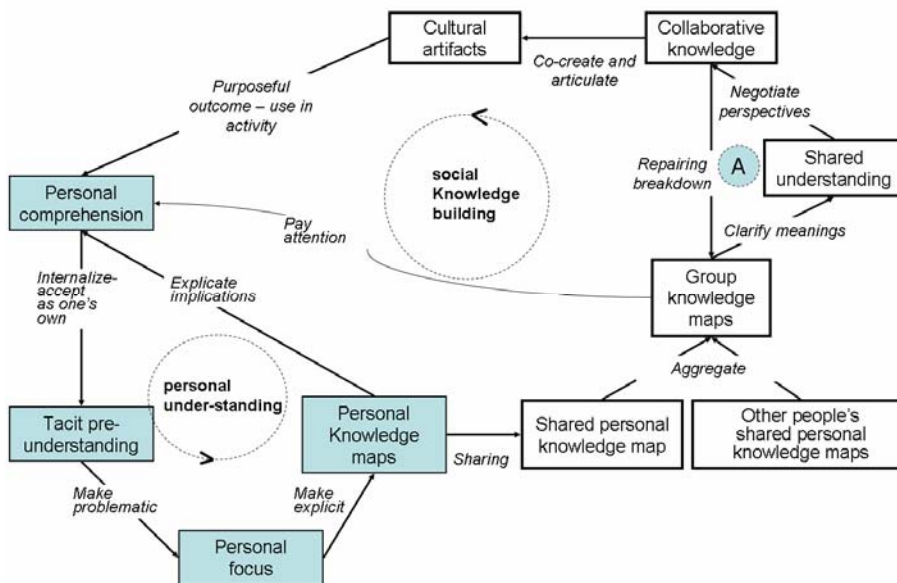 Cultural
artifacts
Collaborative
knowledge
Co-create and
articulate
Purposeful
outcome – use in
activity
Negotiate
perspectives
A
Shared
understanding
Repairing
breakdown
social
Knowledge
building
Personal
comprehension
Pay
attention
Clarify meanings
Group
knowledge
maps
Internalize-
accept
as one's
own
Explicate
implications
Aggregate
personal
under-standing
Tacit pre-
understanding
Personal
Knowledge
maps
Sharing
Shared personal
knowledge map
Other people's
shared personal
knowledge maps
Make
problematic
Make
explicit
Personal
focus